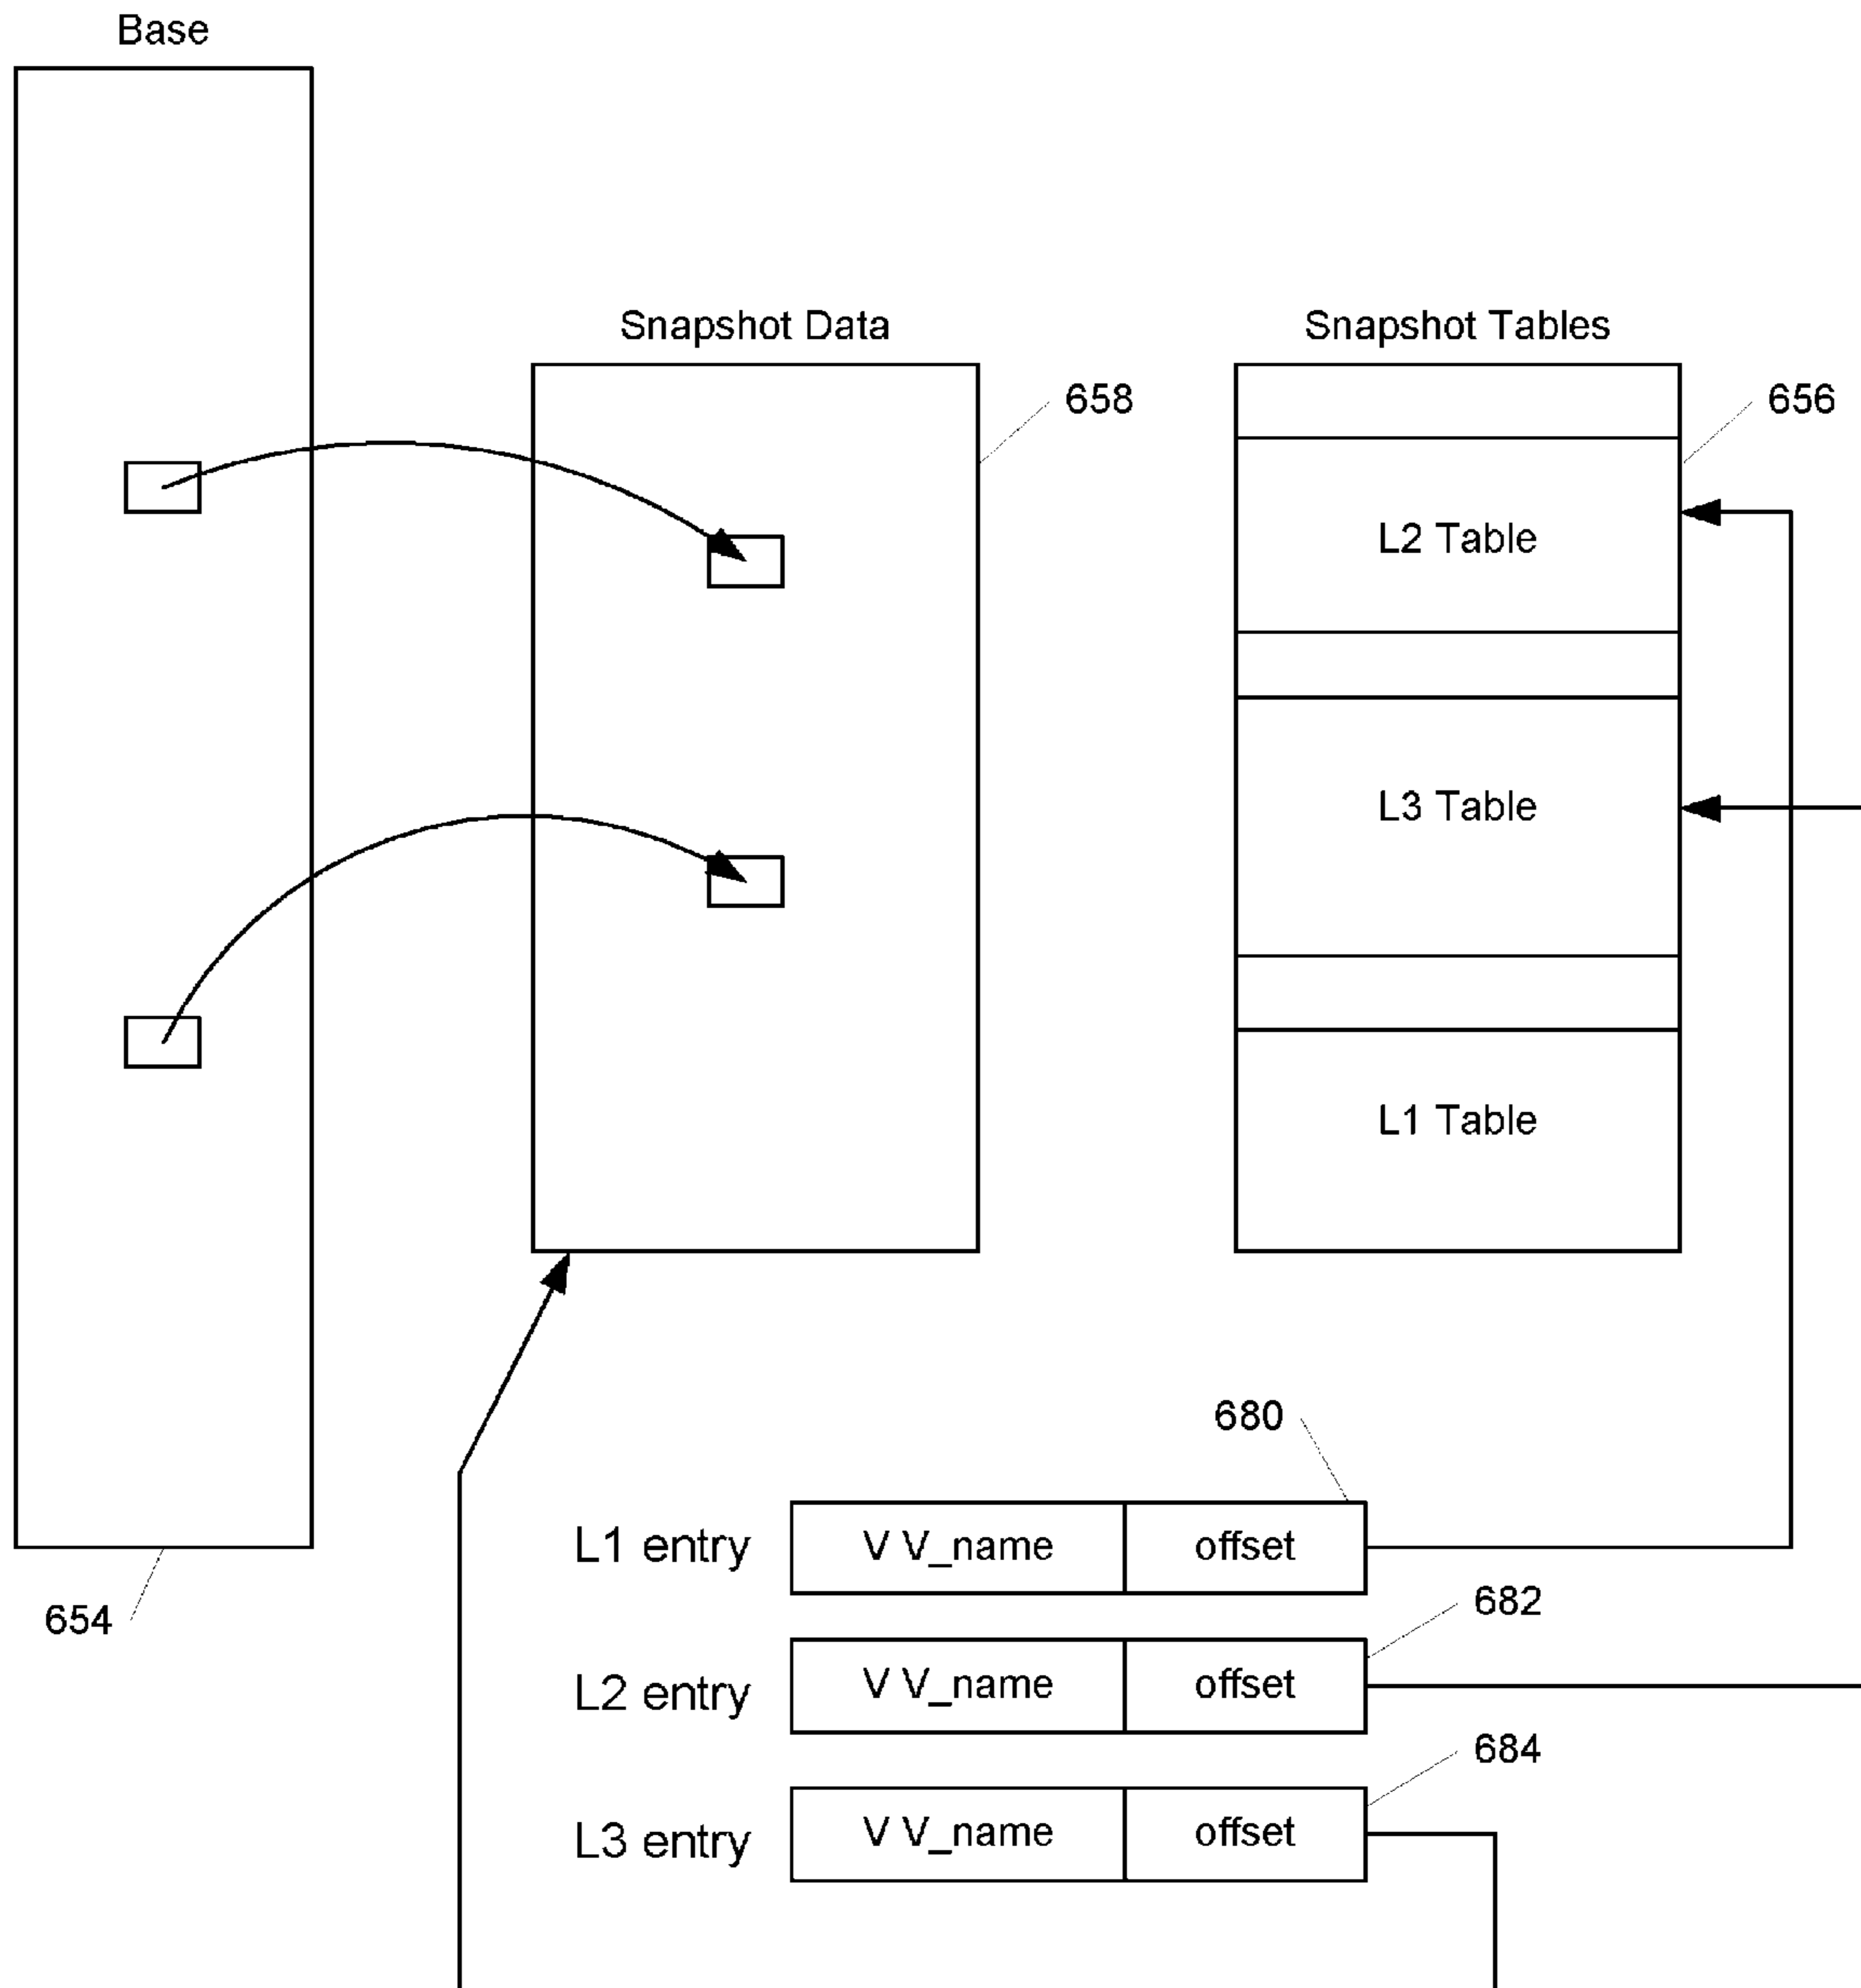 Base
Snapshot Data
Snapshot Tables
658
656
L2 Table
L3 Table
L1 Table
680
L1 entry V V_name offset
654
682
L2 entry V V_name offset
684
L3 entry V V_name offset